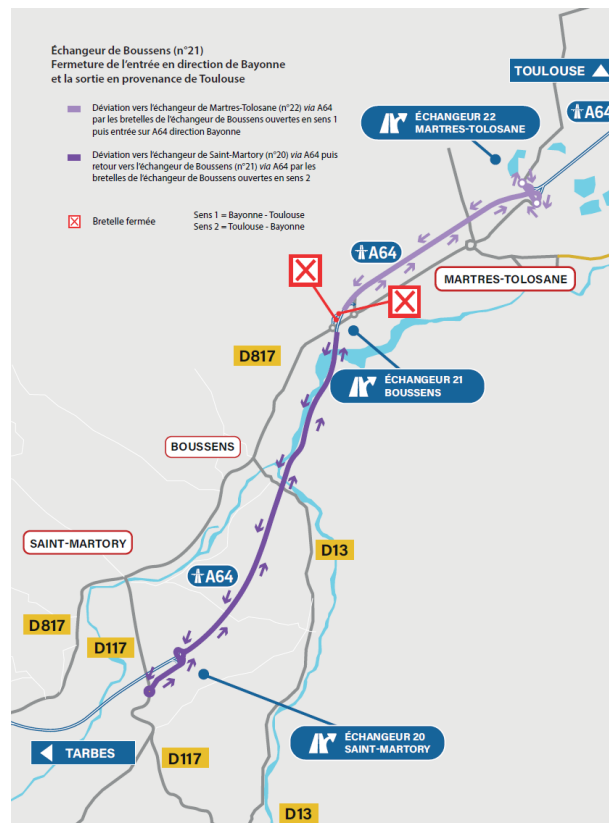 Échangeur de Boussens (n°21)
Fermeture de l'entrée en direction de Bayonne
et la sortie en provenance de Toulouse
Déviation vers l'échangeur de Martres-Tolosane (n°22) via A64
par les bretelles de l'échangeur de Boussens ouvertes en sens 1
puis entrée sur A64 direction Bayonne
Déviation vers l'échangeur de Saint-Martory (n°20) via A64 puis
retour vers l'échangeur de Boussens (n°21) via A64 par les
bretelles de l'échangeur de Boussens ouvertes en sens 2
Bretelle fermée
Sens 1 = Bayonne - Toulouse
Sens 2 = Toulouse - Bayonne
TOULOUSE
A64
ÉCHANGEUR 22
MARTRES-TOLOSANE
A64
MARTRES-TOLOSANE
D817
ÉCHANGEUR 21
BOUSSENS
BOUSSENS
SAINT-MARTORY
D13
A64
D817
D117
ÉCHANGEUR 20
SAINT-MARTORY
TARBES
D117
D13